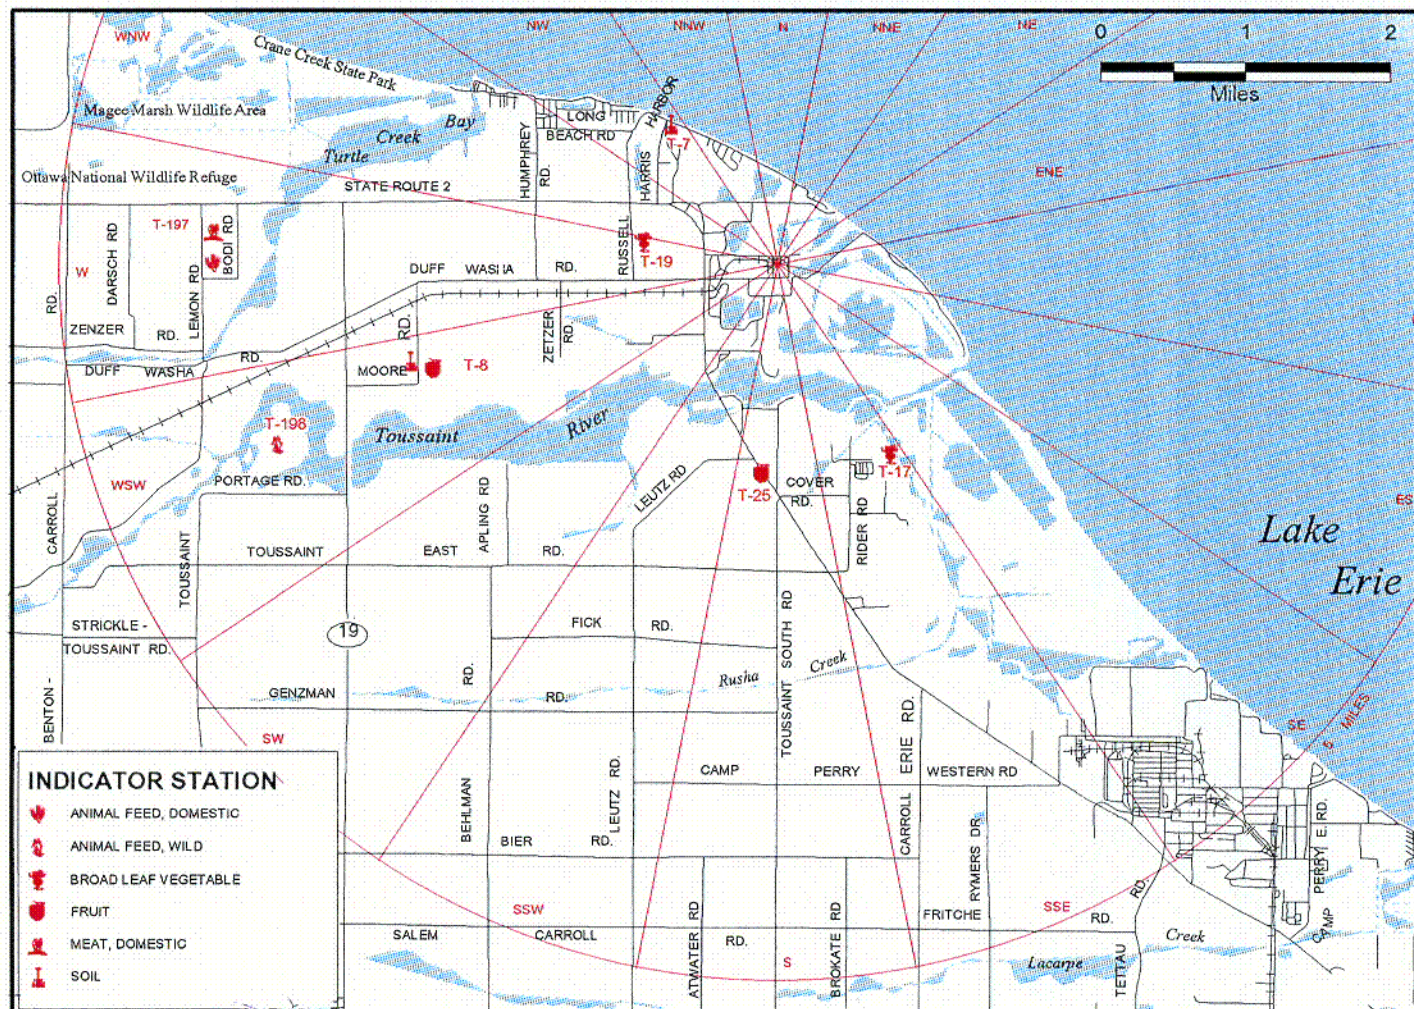 NW
NNW
N
NNE
NE
WNW
0 1 2
Miles
Crane Creek State Park
Magee Marsh Wildlife Area
Turtle Creek Bay
Ottawa National Wildlife Refuge
LONG
BEACH RD
HARBOR
HARRIS
T-7
HUMPHREY
RD.
STATE ROUTE 2
ENE
T-197
DARSCH RD
LEMON RD
BODI RD
RUSSELL
T-19
W
DUFF WASHA RD.
RD.
ZENZER RD.
ZETZER
RD.
RD.
RD.
DUFF WASHA
MOORE
T-8
T-198
Toussaint River
WSW
PORTAGE RD.
LEUTZ RD
T-25
COVER
RD.
T-17
ES
CARROLL
APLING RD
RIDER RD
Lake
Erie
TOUSSAINT EAST RD.
TOUSSAINT
STRICKLE -
TOUSSAINT RD.
19
FICK RD.
TOUSSAINT SOUTH RD
Rusha Creek
RD.
GENZMAN RD.
BENTON -
SW
SE
5 MILES
CARROLL ERIE RD.
CAMP PERRY WESTERN RD
LEUTZ RD.
BEHLMAN
BIER RD.
RYMERS DR.
PERRY E. RD.
CAMP
INDICATOR STATION
ANIMAL FEED, DOMESTIC
ANIMAL FEED, WILD
BROAD LEAF VEGETABLE
FRUIT
MEAT, DOMESTIC
SOIL
SSW
SSE
S
FRITCHE RD.
RD.
SALEM CARROLL RD.
ATWATER RD
BROKATE RD
TETTAU
Lacarpe Creek